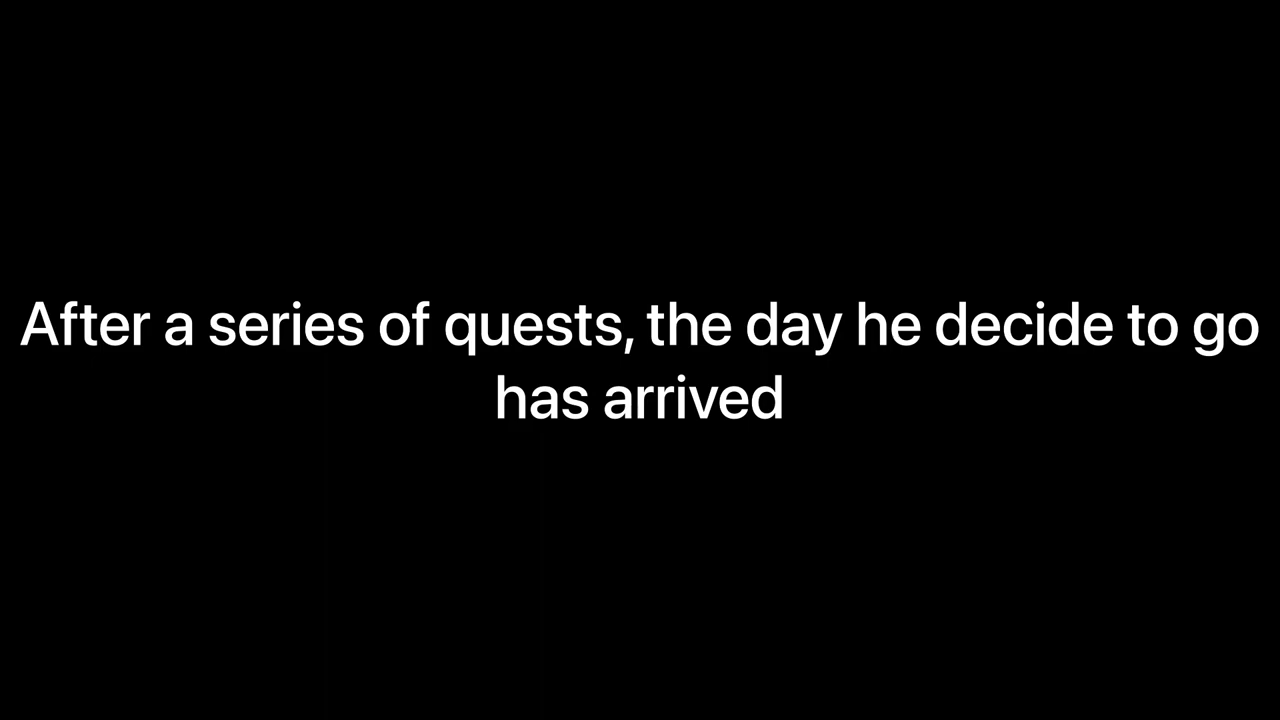 After a series of quests, the day he decide to go
has arrived